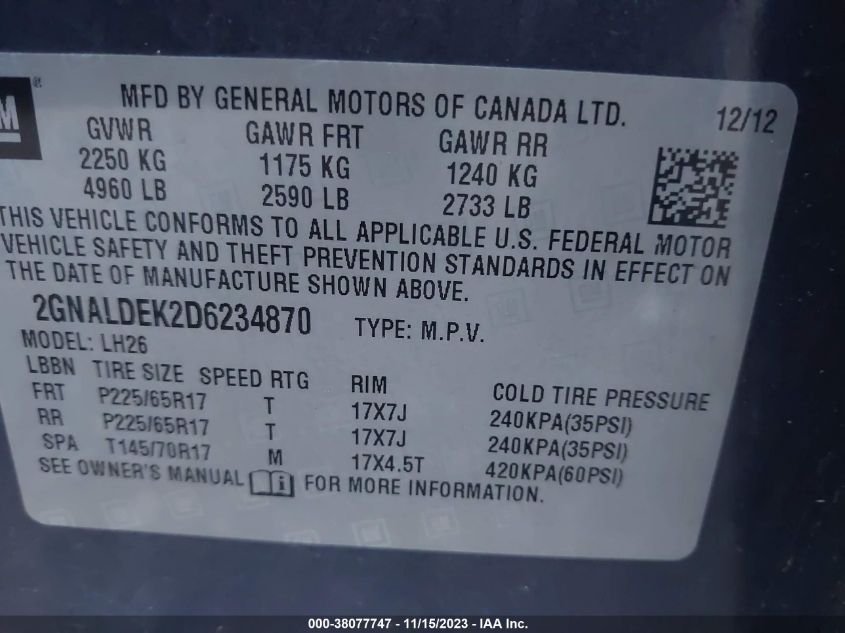 M ®
MFD BY GENERAL MOTORS OF CANADA LTD. 12/12
GVWR GAWR FRT GAWR RR
2250 KG 1175 KG 1240 KG
4960 LB 2590 LB 2733 LB
THIS VEHICLE CONFORMS TO ALL APPLICABLE U.S. FEDERAL MOTOR
VEHICLE SAFETY AND THEFT PREVENTION STANDARDS IN EFFECT ON
THE DATE OF MANUFACTURE SHOWN ABOVE.
2GNALDEK2D6234870 TYPE: M.P.V.
MODEL: LH26
LBBN TIRE SIZE SPEED RTG RIM COLD TIRE PRESSURE
FRT P225/65R17 T 17X7J 240KPA(35PSI)
RR P225/65R17 T 17X7J 240KPA(35PSI)
SPA T145/70R17 M 17X4.5T 420KPA(60PSI)
SEE OWNER'S MANUAL i FOR MORE INFORMATION.
000-38077747 - 11/15/2023 - IAA Inc.